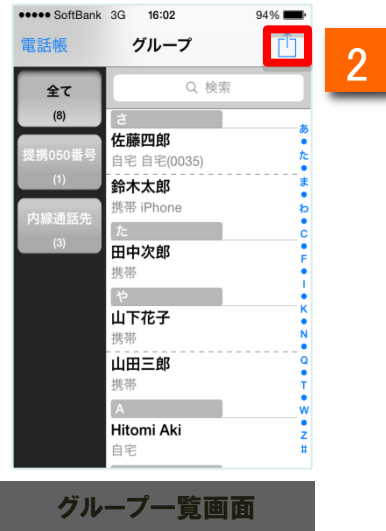 ●●●●● SoftBank 3G 16:02 94%
電話帳 グループ
2
全て
(8)
提携050番号
(1)
内線通話先
(3)
検索
さ
佐藤四郎
自宅 自宅(0035)
鈴木太郎
携帯 iPhone
た
田中次郎
携帯
や
山下花子
携帯
山田三郎
携帯
A
Hitomi Aki
自宅
あ
●
た
●
ま
●
わ
C
●
F
●
I
●
K
●
N
●
Q
●
T
●
W
●
Z
#
グループ一覧画面